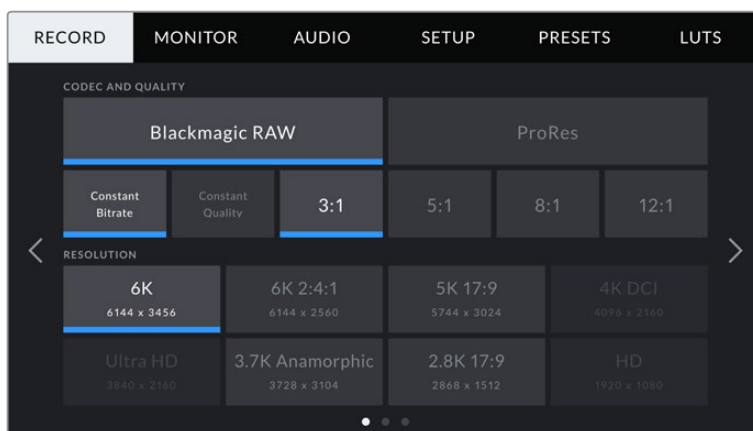 RECORD MONITOR AUDIO SETUP PRESETS LUTS
CODEC AND QUALITY
Blackmagic RAW ProRes
Constant Bitrate Constant Quality 3:1 5:1 8:1 12:1
RESOLUTION
6K 6K 2:4:1 5K 17:9 4K DCI
6144 x 3456 6144 x 2560 5744 x 3024 4096 x 2160
Ultra HD 3.7K Anamorphic 2.8K 17:9 HD
3840 x 2160 3728 x 3104 2868 x 1512 1920 x 1080